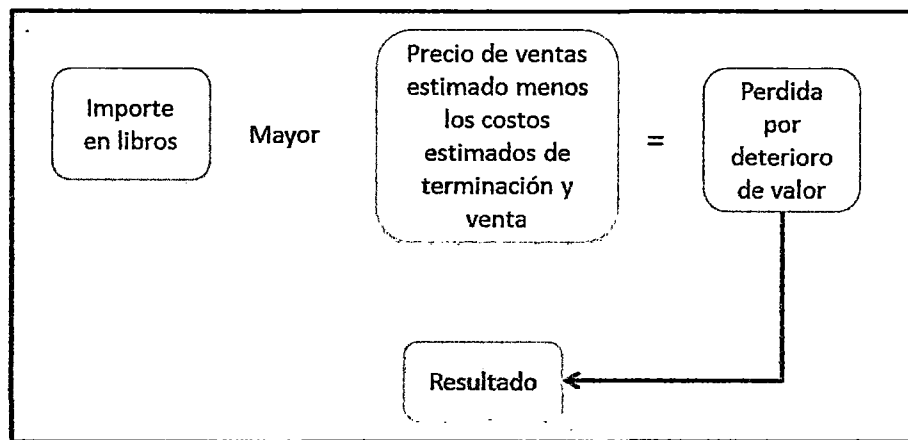 Importe
en libros
Mayor
Precio de ventas
estimado menos
los costos
estimados de
terminación y
venta
=
Perdida
por
deterioro
de valor
Resultado